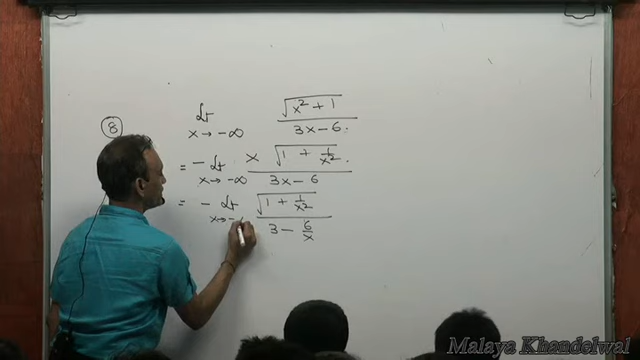 ⑧ Lt x→-∞ √(x² + 1) / (3x - 6).
= - Lt x→-∞ x √(1 + 1/x²) / (3x - 6)
= - Lt x→- √(1 + 1/x²) / (3 - 6/x)
Malaya Khandelwal